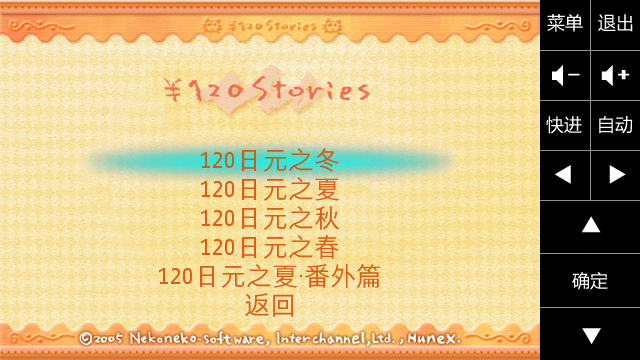 ¥120 Stories
¥120 Stories
120日元之冬
120日元之夏
120日元之秋
120日元之春
120日元之夏·番外篇
返回
©2005 Nekoneko-Software, Interchannel,Ltd., HuneX.
菜单 退出
快进 自动
确定